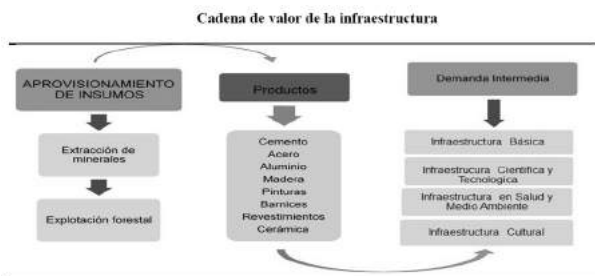 Cadena de valor de la infraestructura
APROVISIONAMIENTO
DE INSUMOS
Extracción de
minerales
Explotación forestal
Productos
Cemento
Acero
Aluminio
Madera
Pinturas
Barnices
Revestimientos
Cerámica
Demanda Intermedia
Infraestructura Básica
Infraestrucura Científica y
Tecnologica
Infraestructura en Salud y
Medio Ambiente
Infraestructura Cultural